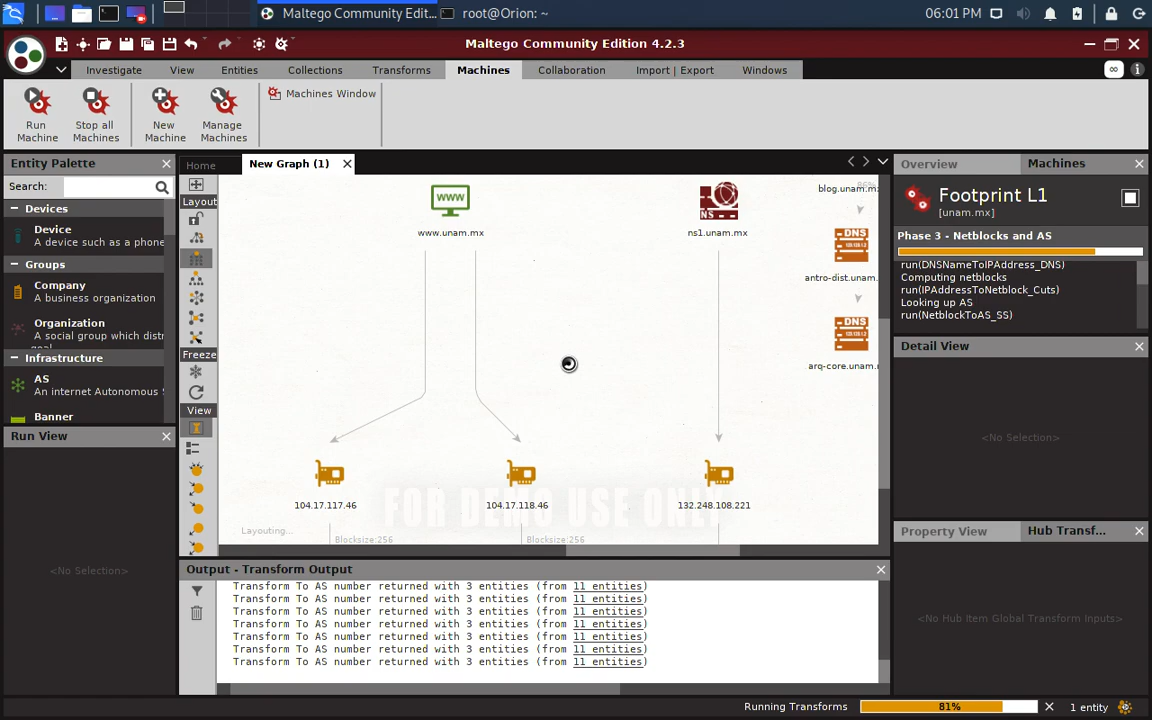 Maltego Community Edit...
root@Orion: ~
06:01 PM
Maltego Community Edition 4.2.3
Investigate
View
Entities
Collections
Transforms
Machines
Collaboration
Import | Export
Windows
Run Machine
Stop all Machines
New Machine
Manage Machines
Machines Window
Entity Palette
Search:
Devices
Device
A device such as a phone
Groups
Company
A business organization
Organization
A social group which distr
Infrastructure
AS
An internet Autonomous
Banner
Run View
<No Selection>
Home
New Graph (1)
Layout
Freeze
View
WWW
www.unam.mx
NS
ns1.unam.mx
blog.unam.mx
DNS
antro-dist.unam.
DNS
arq-core.unam.
104.17.117.46
104.17.118.46
132.248.108.221
FOR DEMO USE ONLY
Layouting...
Blocksize:256
Blocksize:256
Output - Transform Output
Transform To AS number returned with 3 entities (from 11 entities)
Transform To AS number returned with 3 entities (from 11 entities)
Transform To AS number returned with 3 entities (from 11 entities)
Transform To AS number returned with 3 entities (from 11 entities)
Transform To AS number returned with 3 entities (from 11 entities)
Transform To AS number returned with 3 entities (from 11 entities)
Transform To AS number returned with 3 entities (from 11 entities)
Overview
Machines
Footprint L1
[unam.mx]
Phase 3 - Netblocks and AS
run(DNSNameToIPAddress_DNS)
Computing netblocks
run(IPAddressToNetblock_Cuts)
Looking up AS
run(NetblockToAS_SS)
Detail View
<No Selection>
Property View
Hub Transf...
<No Hub Item Global Transform Inputs>
Running Transforms
81%
1 entity